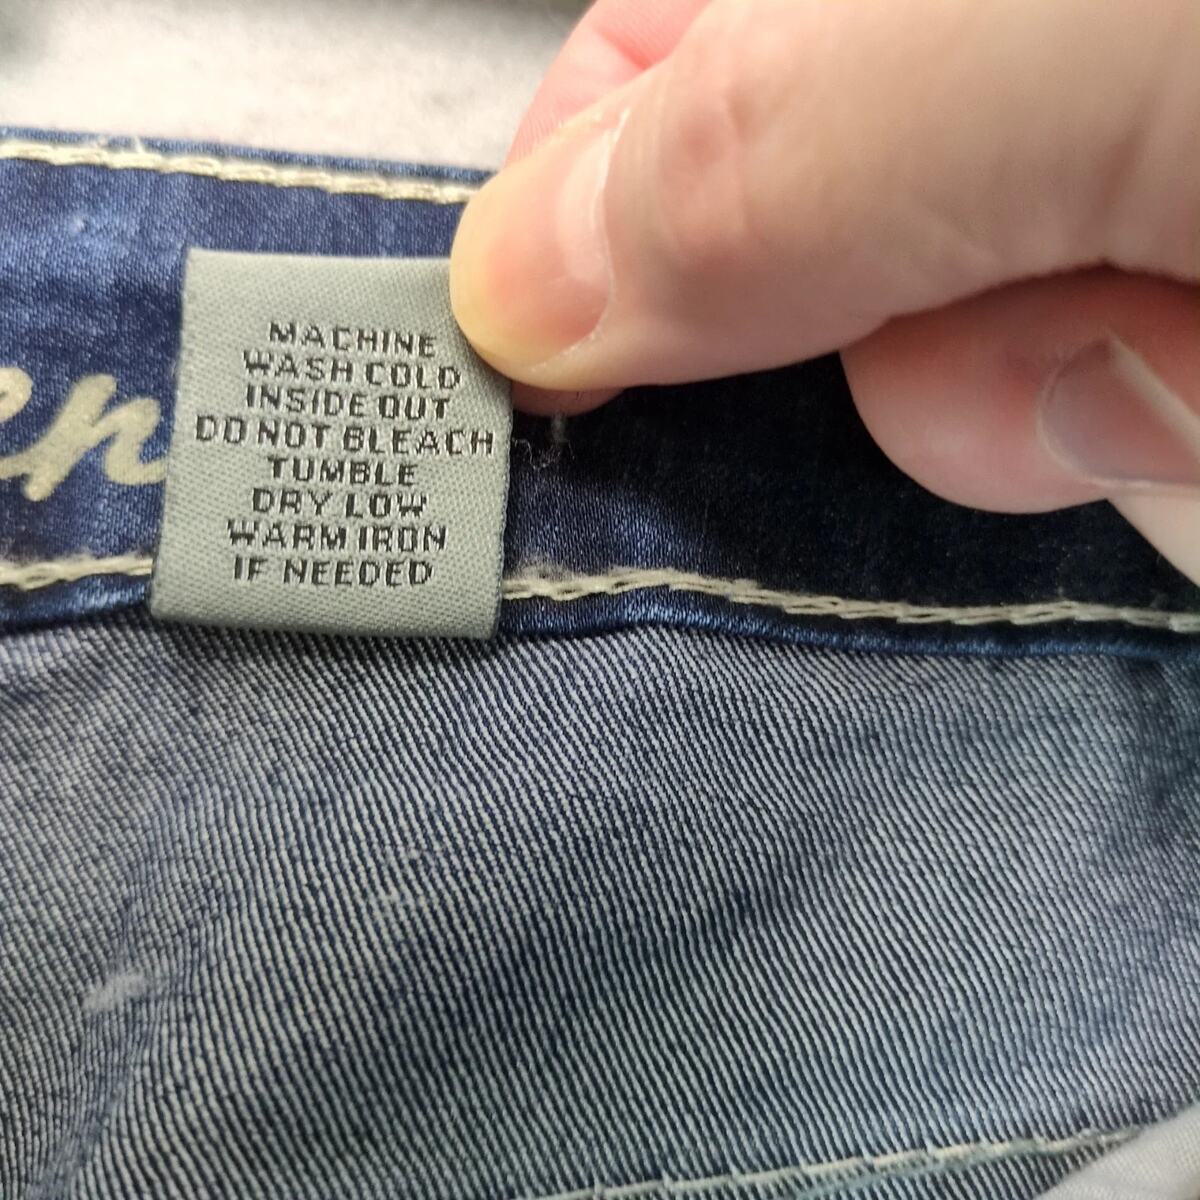 MACHINE
WASH COLD
INSIDE OUT
DO NOT BLEACH
TUMBLE
DRY LOW
WARM IRON
IF NEEDED